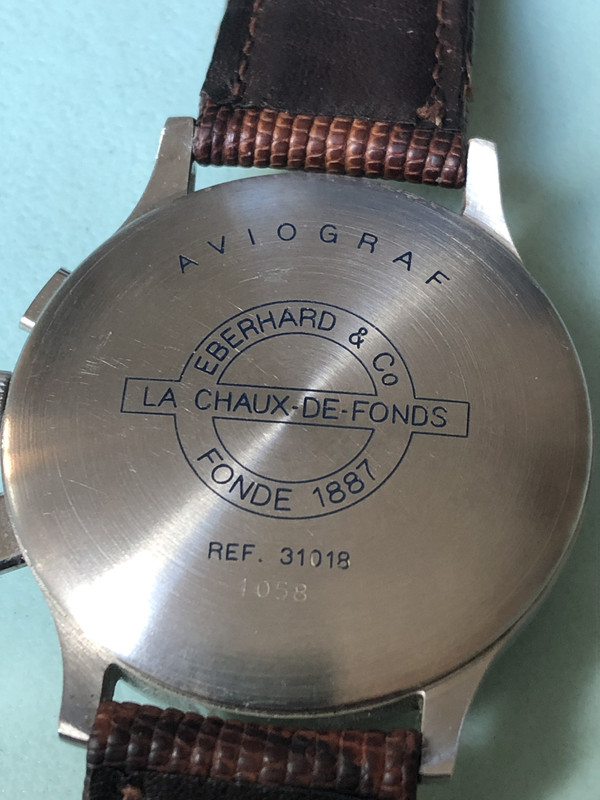 AVIOGRAF
EBERHARD & Co
LA CHAUX-DE-FONDS
FONDE 1887
REF. 31018
1058